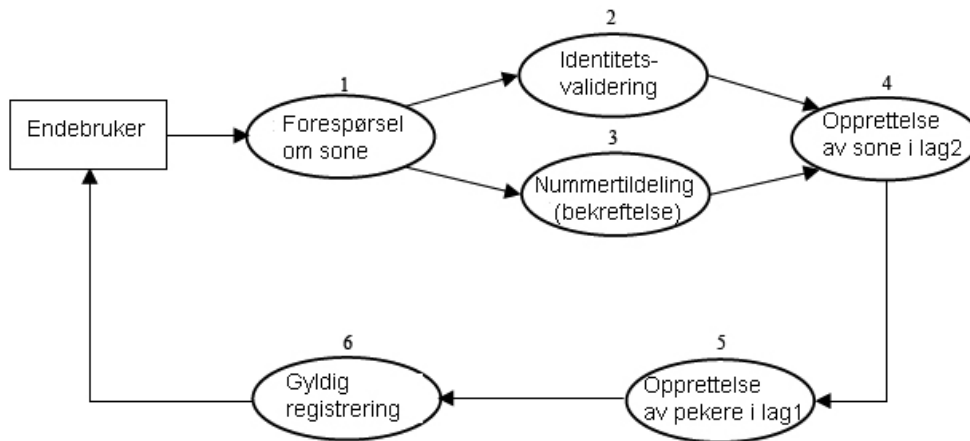 Endebruker
1
Forespørsel
om sone
2
Identitets-
validering
3
Nummertildeling
(bekreftelse)
4
Opprettelse
av sone i lag2
5
Opprettelse
av pekere i lag1
6
Gyldig
registrering